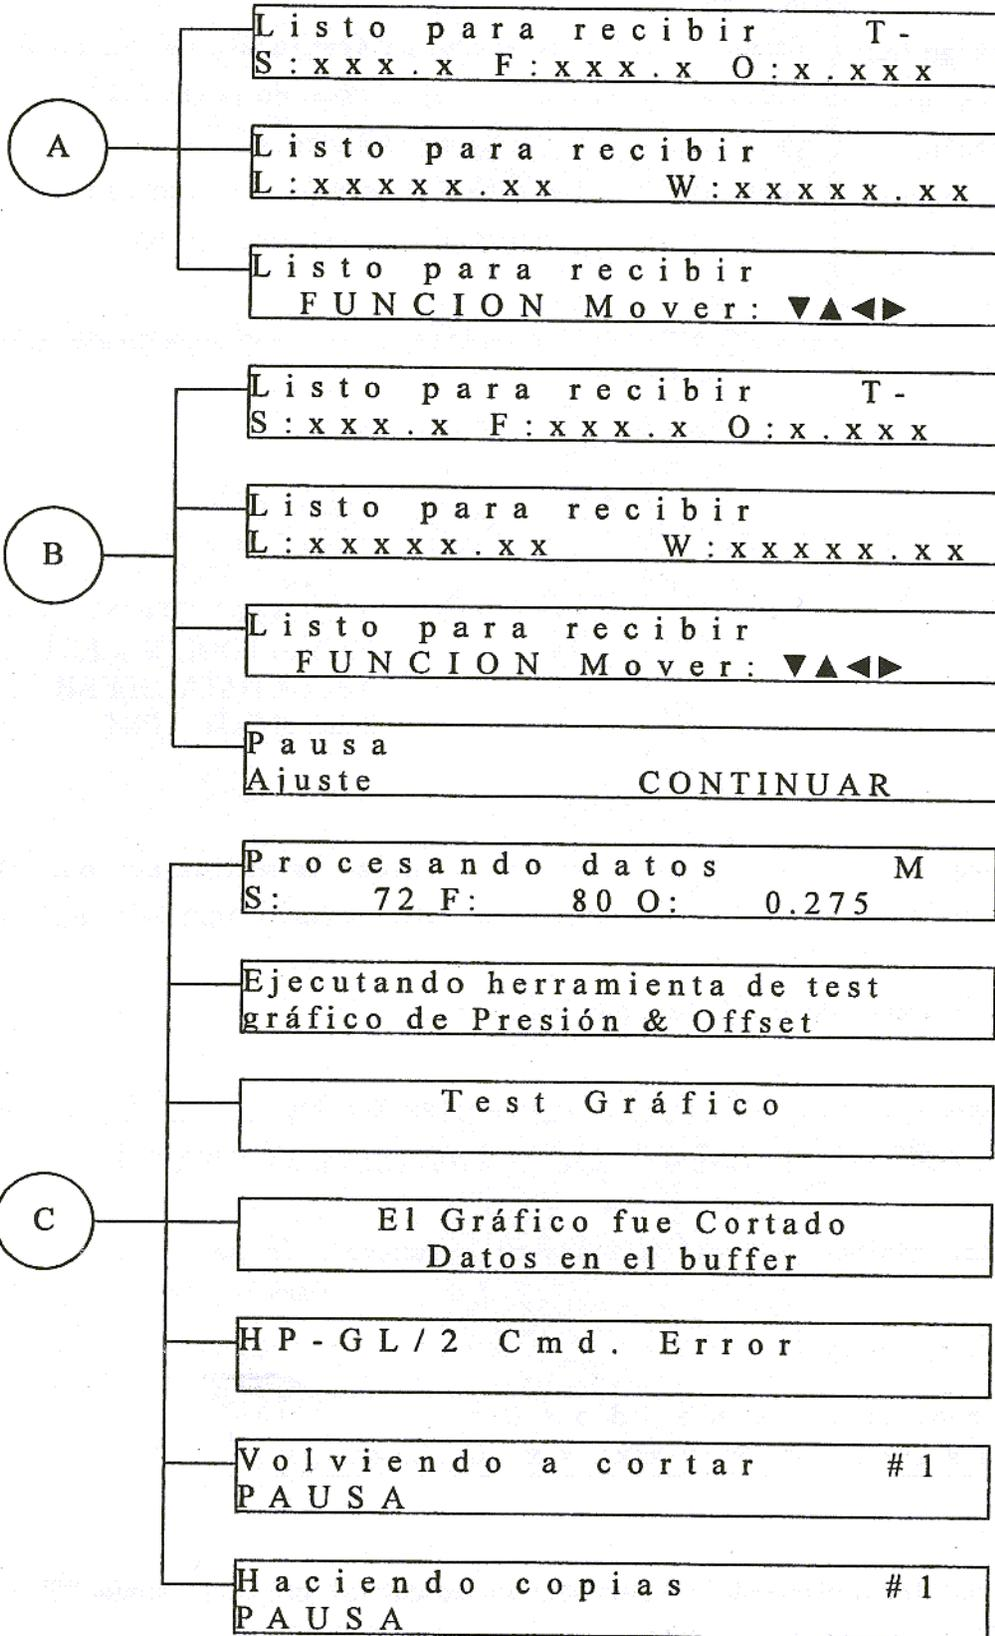 A
Listo para recibir T-
S:xxx.x F:xxx.x O:x.xxx
Listo para recibir
L:xxxxx.xx W:xxxxx.xx
Listo para recibir
FUNCION Mover: ▼▲◀▶
B
Listo para recibir T-
S:xxx.x F:xxx.x O:x.xxx
Listo para recibir
L:xxxxx.xx W:xxxxx.xx
Listo para recibir
FUNCION Mover: ▼▲◀▶
Pausa
Ajuste CONTINUAR
C
Procesando datos M
S: 72 F: 80 O: 0.275
Ejecutando herramienta de test
gráfico de Presión & Offset
Test Gráfico
El Gráfico fue Cortado
Datos en el buffer
HP-GL/2 Cmd. Error
Volviendo a cortar #1
PAUSA
Haciendo copias #1
PAUSA